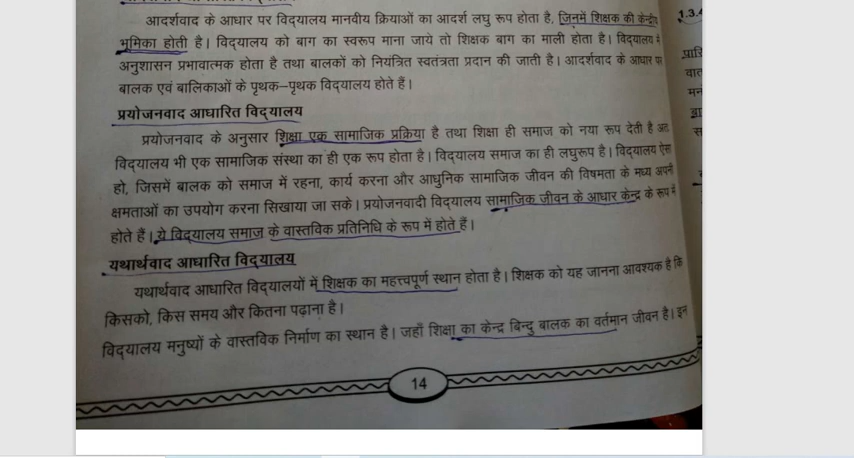 आदर्शवाद के आधार पर विद्यालय मानवीय क्रियाओं का आदर्श लघु रूप होता है, जिनमें शिक्षक की केन्द्रीय
भूमिका होती है। विद्यालय को बाग का स्वरूप माना जाये तो शिक्षक बाग का माली होता है। विद्यालय में
अनुशासन प्रभावात्मक होता है तथा बालकों को नियंत्रित स्वतंत्रता प्रदान की जाती है। आदर्शवाद के आधार पर
बालक एवं बालिकाओं के पृथक–पृथक विद्यालय होते हैं।
प्रयोजनवाद आधारित विद्यालय
प्रयोजनवाद के अनुसार शिक्षा एक सामाजिक प्रक्रिया है तथा शिक्षा ही समाज को नया रूप देती है अतः
विद्यालय भी एक सामाजिक संस्था का ही एक रूप होता है। विद्यालय समाज का ही लघुरूप है। विद्यालय ऐसा
हो, जिसमें बालक को समाज में रहना, कार्य करना और आधुनिक सामाजिक जीवन की विषमता के मध्य अपनी
क्षमताओं का उपयोग करना सिखाया जा सके। प्रयोजनवादी विद्यालय सामाजिक जीवन के आधार केन्द्र के रूप में
होते हैं। ये विद्यालय समाज के वास्तविक प्रतिनिधि के रूप में होते हैं।
यथार्थवाद आधारित विद्यालय
यथार्थवाद आधारित विद्यालयों में शिक्षक का महत्त्वपूर्ण स्थान होता है। शिक्षक को यह जानना आवश्यक है कि
किसको, किस समय और कितना पढ़ाना है।
विद्यालय मनुष्यों के वास्तविक निर्माण का स्थान है। जहाँ शिक्षा का केन्द्र बिन्दु बालक का वर्तमान जीवन है। इन
14
1.3.4